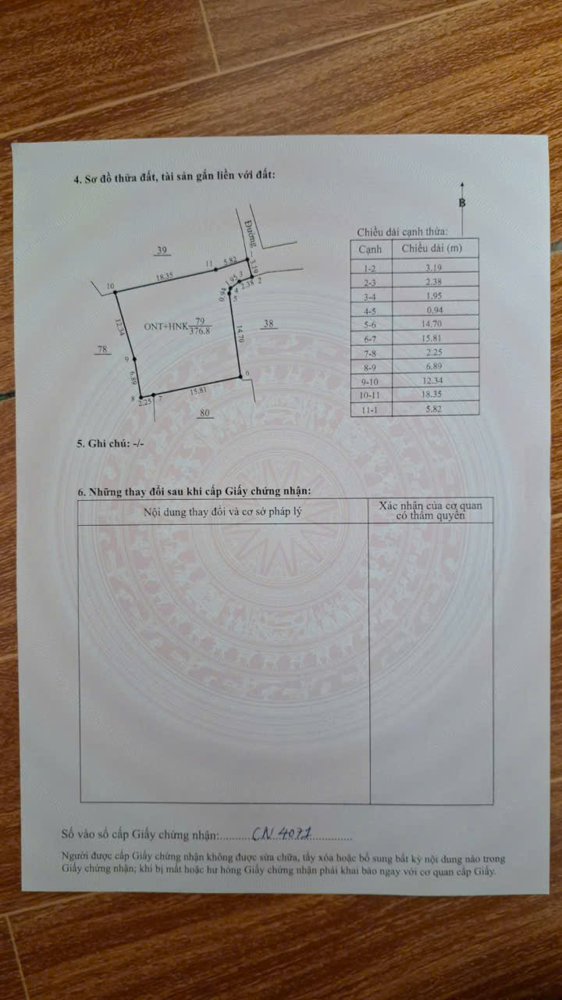 4. Sơ đồ thửa đất, tài sản gắn liền với đất:
B
Đường
39
11
5.82
3.19
10
18.35
1.95
3
2.38
2
0.94
4
5
12.34
ONT+HNK 79
376.8
14.70
38
78
9
6.89
6
8
2.25
7
15.81
80
Chiều dài cạnh thửa:
Cạnh Chiều dài (m)
1-2 3.19
2-3 2.38
3-4 1.95
4-5 0.94
5-6 14.70
6-7 15.81
7-8 2.25
8-9 6.89
9-10 12.34
10-11 18.35
11-1 5.82
5. Ghi chú: -/-
6. Những thay đổi sau khi cấp Giấy chứng nhận:
Nội dung thay đổi và cơ sở pháp lý
Xác nhận của cơ quan
có thẩm quyền
Số vào sổ cấp Giấy chứng nhận:.........CN 4071............
Người được cấp Giấy chứng nhận không được sửa chữa, tẩy xóa hoặc bổ sung bất kỳ nội dung nào trong
Giấy chứng nhận; khi bị mất hoặc hư hỏng Giấy chứng nhận phải khai báo ngay với cơ quan cấp Giấy.